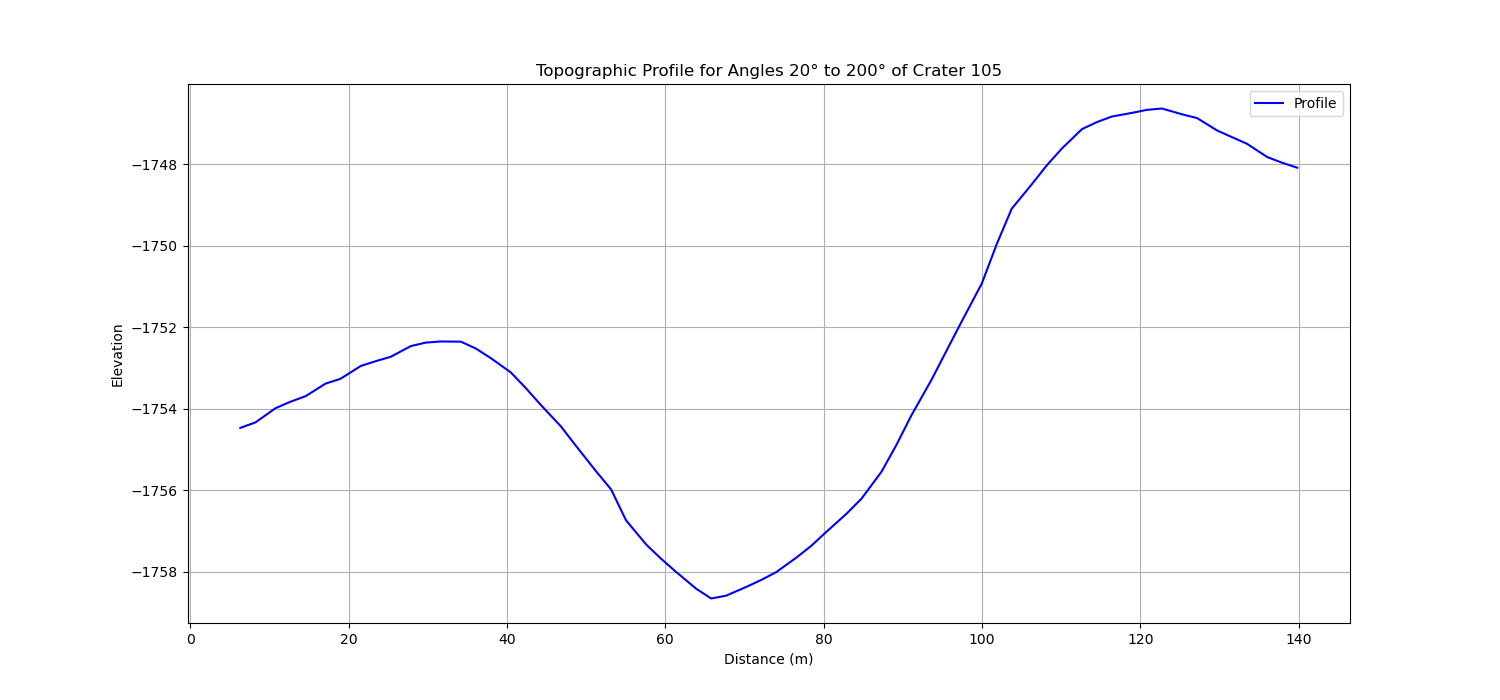 Topographic Profile for Angles 20° to 200° of Crater 105
Profile
Elevation
−1748
−1750
−1752
−1754
−1756
−1758
0 20 40 60 80 100 120 140
Distance (m)